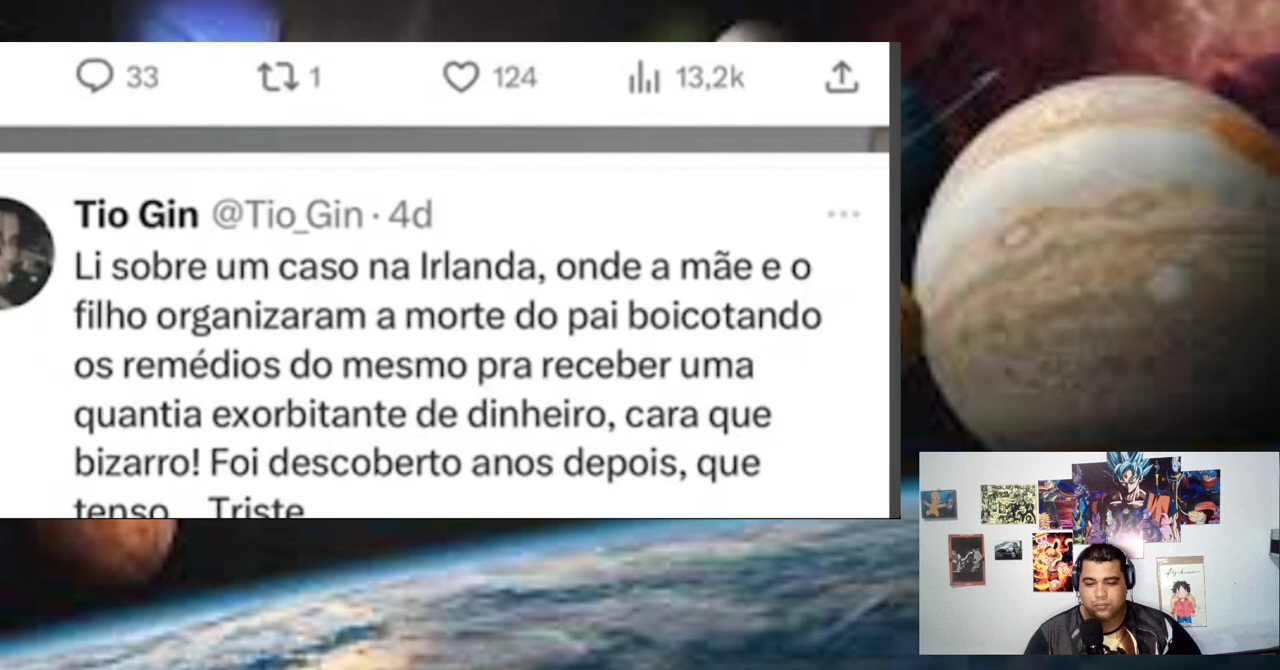 33 1 124 13,2k
Tio Gin @Tio_Gin · 4d
Li sobre um caso na Irlanda, onde a mãe e o
filho organizaram a morte do pai boicotando
os remédios do mesmo pra receber uma
quantia exorbitante de dinheiro, cara que
bizarro! Foi descoberto anos depois, que
tenso... Triste